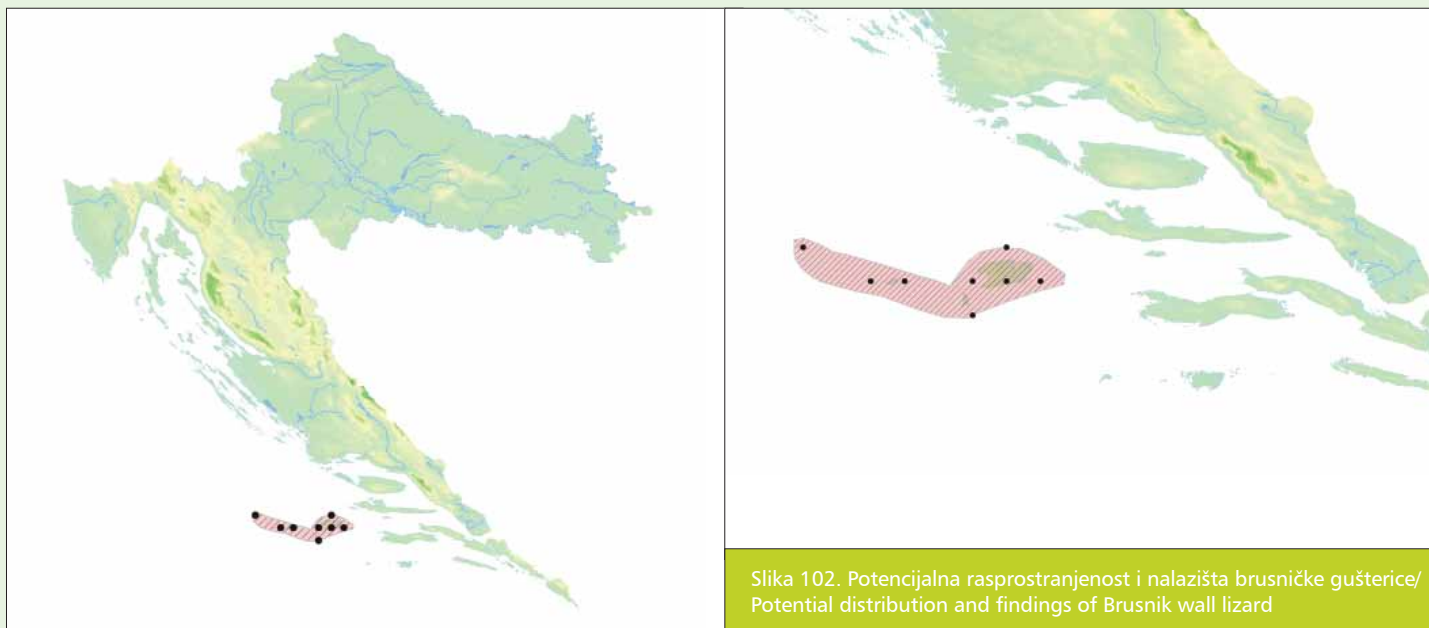 Slika 102. Potencijalna rasprostranjenost i nalazišta brusničke gušterice/
Potential distribution and findings of Brusnik wall lizard